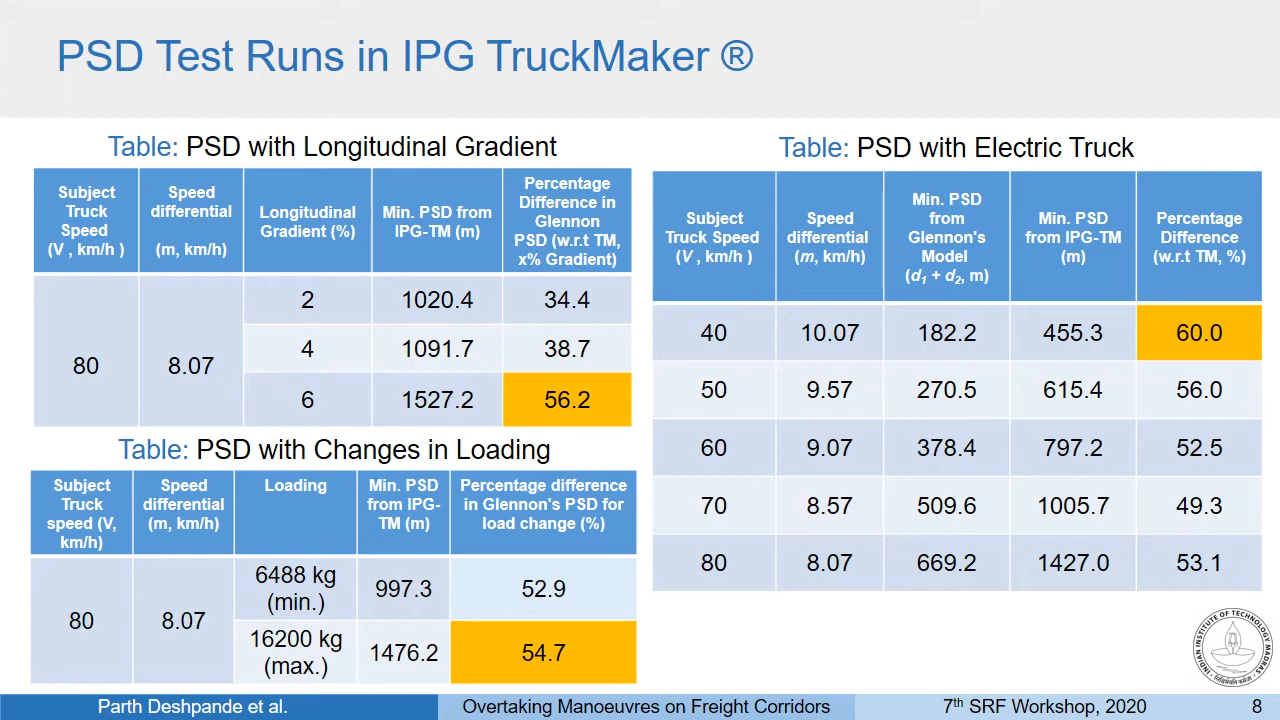 PSD Test Runs in IPG TruckMaker ®
Table: PSD with Longitudinal Gradient
Subject Truck Speed (V , km/h ) Speed differential (m, km/h) Longitudinal Gradient (%) Min. PSD from IPG-TM (m) Percentage Difference in Glennon PSD (w.r.t TM, x% Gradient)
80 8.07 2 1020.4 34.4
4 1091.7 38.7
6 1527.2 56.2
Table: PSD with Changes in Loading
Subject Truck speed (V, km/h) Speed differential (m, km/h) Loading Min. PSD from IPG-TM (m) Percentage difference in Glennon's PSD for load change (%)
80 8.07 6488 kg (min.) 997.3 52.9
16200 kg (max.) 1476.2 54.7
Table: PSD with Electric Truck
Subject Truck Speed (V , km/h ) Speed differential (m, km/h) Min. PSD from Glennon's Model (d1 + d2, m) Min. PSD from IPG-TM (m) Percentage Difference (w.r.t TM, %)
40 10.07 182.2 455.3 60.0
50 9.57 270.5 615.4 56.0
60 9.07 378.4 797.2 52.5
70 8.57 509.6 1005.7 49.3
80 8.07 669.2 1427.0 53.1
INDIAN INSTITUTE OF TECHNOLOGY MADRAS
Parth Deshpande et al. Overtaking Manoeuvres on Freight Corridors 7th SRF Workshop, 2020 8